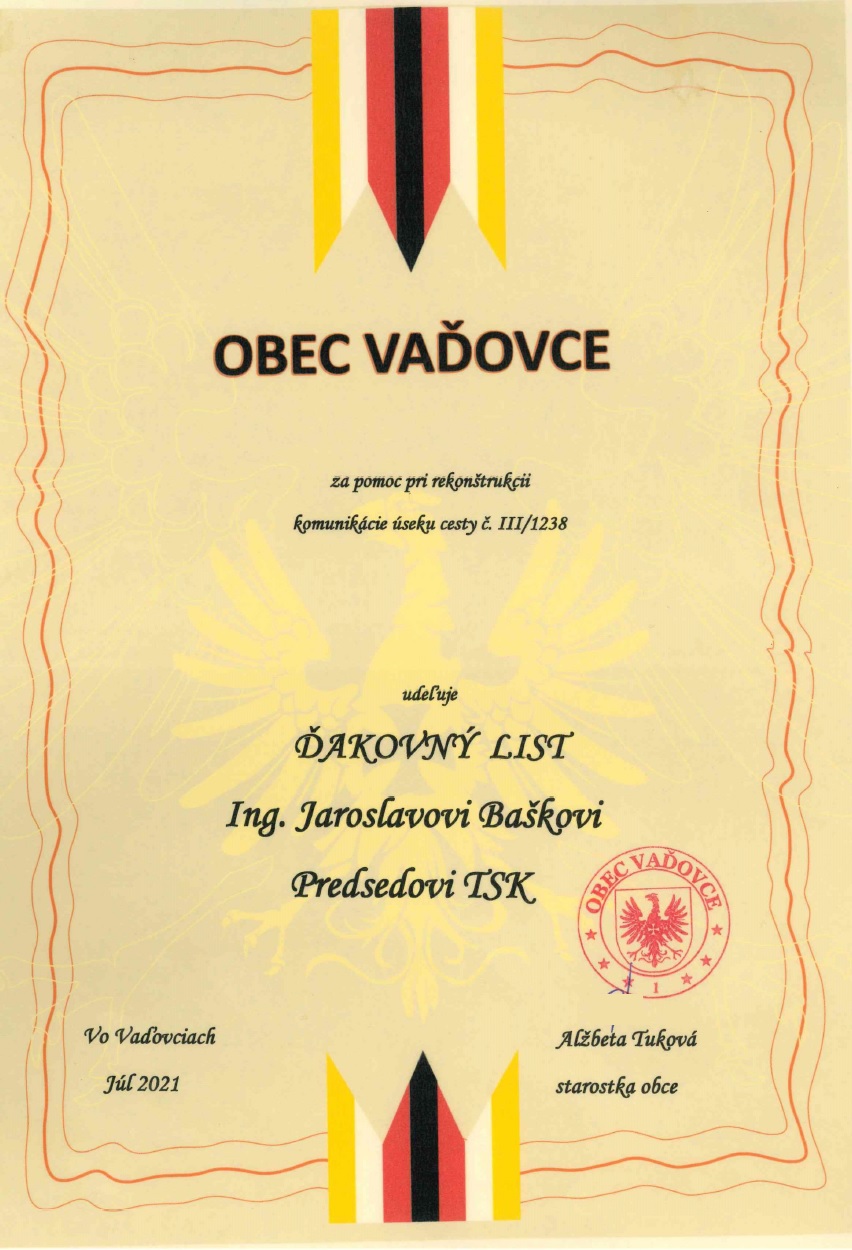 OBEC VAĎOVCE
za pomoc pri rekonštrukcii
komunikácie úseku cesty č. III/1238
udeľuje
ĎAKOVNÝ LIST
Ing. Jaroslavovi Baškovi
Predsedovi TSK
OBEC VAĎOVCE
1
Vo Vaďovciach
Júl 2021
Alžbeta Tuková
starostka obce